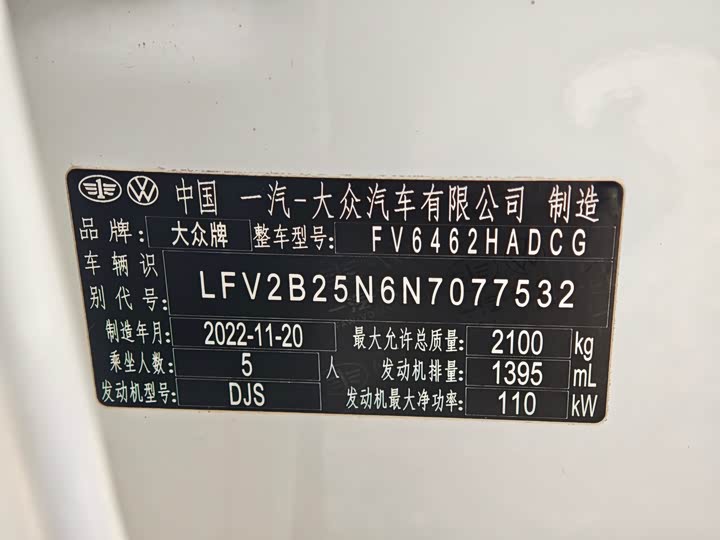 中国 一汽-大众汽车有限公司 制造
品牌: 大众牌 整车型号: FV6462HADCG
车辆识
别代号: LFV2B25N6N7077532
制造年月: 2022-11-20 最大允许总质量: 2100 kg
乘坐人数: 5 人 发动机排量: 1395 mL
发动机型号: DJS 发动机最大净功率: 110 kW